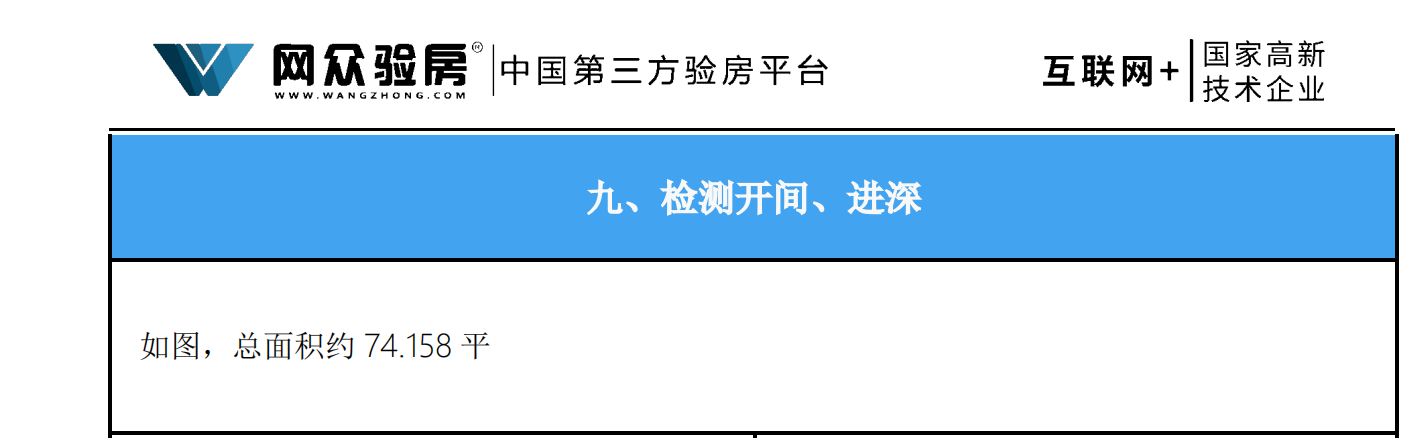 网众验房®
WWW.WANGZHONG.COM
中国第三方验房平台
互联网+
国家高新
技术企业
九、检测开间、进深
如图，总面积约 74.158 平